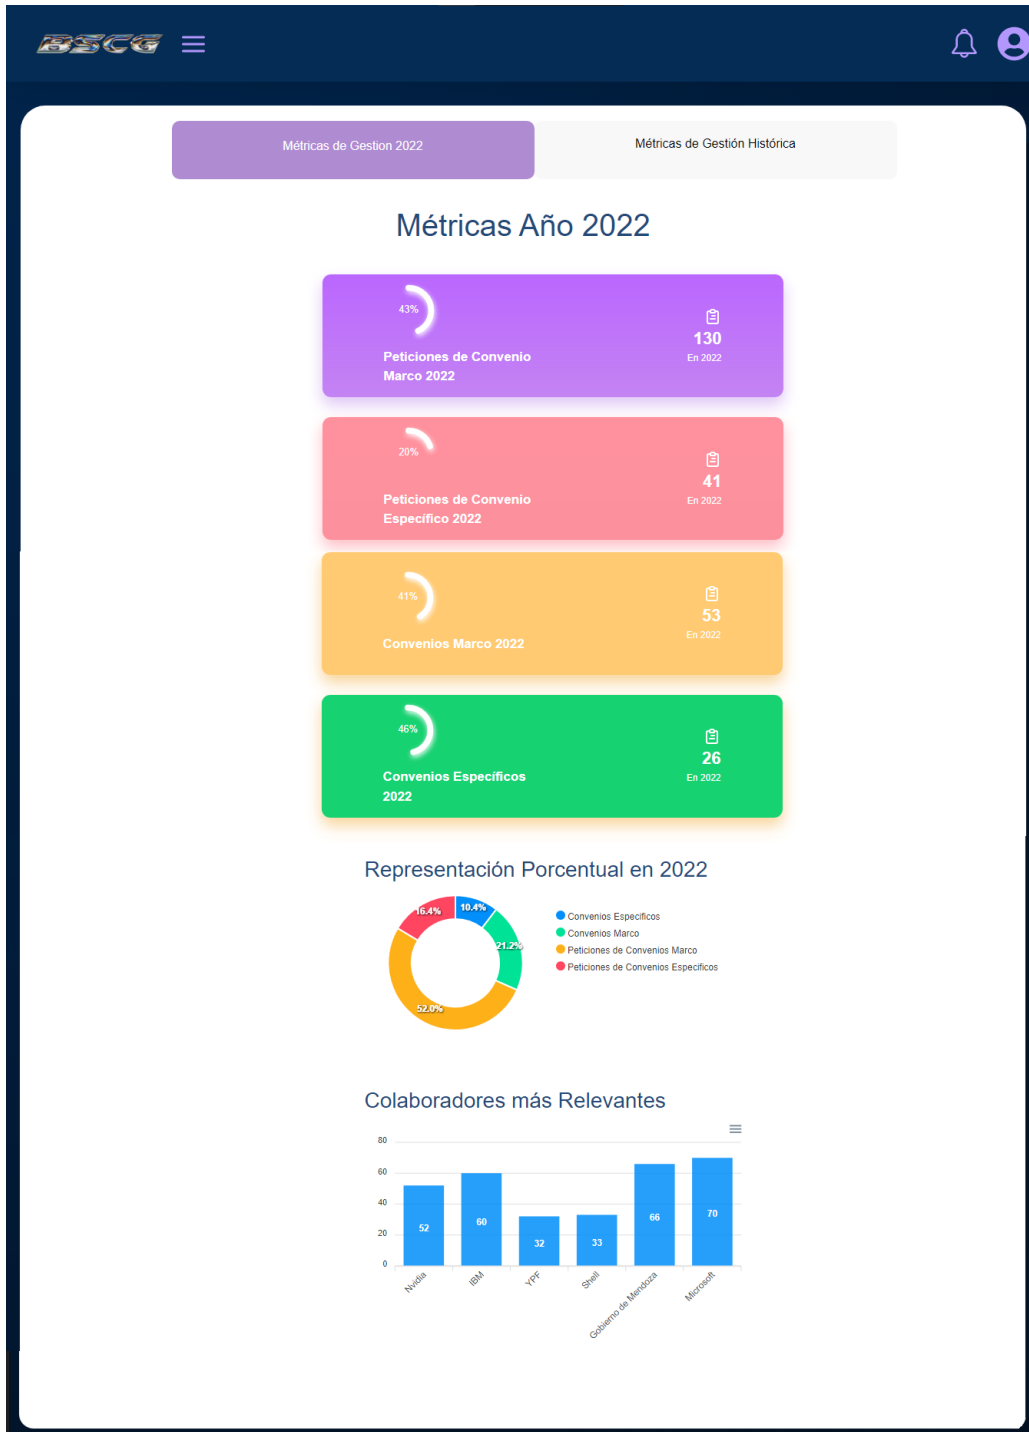 BSCG
Métricas de Gestion 2022
Métricas de Gestión Histórica
Métricas Año 2022
43%
Peticiones de Convenio
Marco 2022
130
En 2022
20%
Peticiones de Convenio
Específico 2022
41
En 2022
41%
Convenios Marco 2022
53
En 2022
46%
Convenios Específicos
2022
26
En 2022
Representación Porcentual en 2022
16.4%
10.4%
21.2%
52.0%
Convenios Especificos
Convenios Marco
Peticiones de Convenios Marco
Peticiones de Convenios Especificos
Colaboradores más Relevantes
80
60
40
20
0
52
60
32
33
66
70
Nvidia
IBM
YPF
Shell
Gobierno de Mendoza
Microsoft